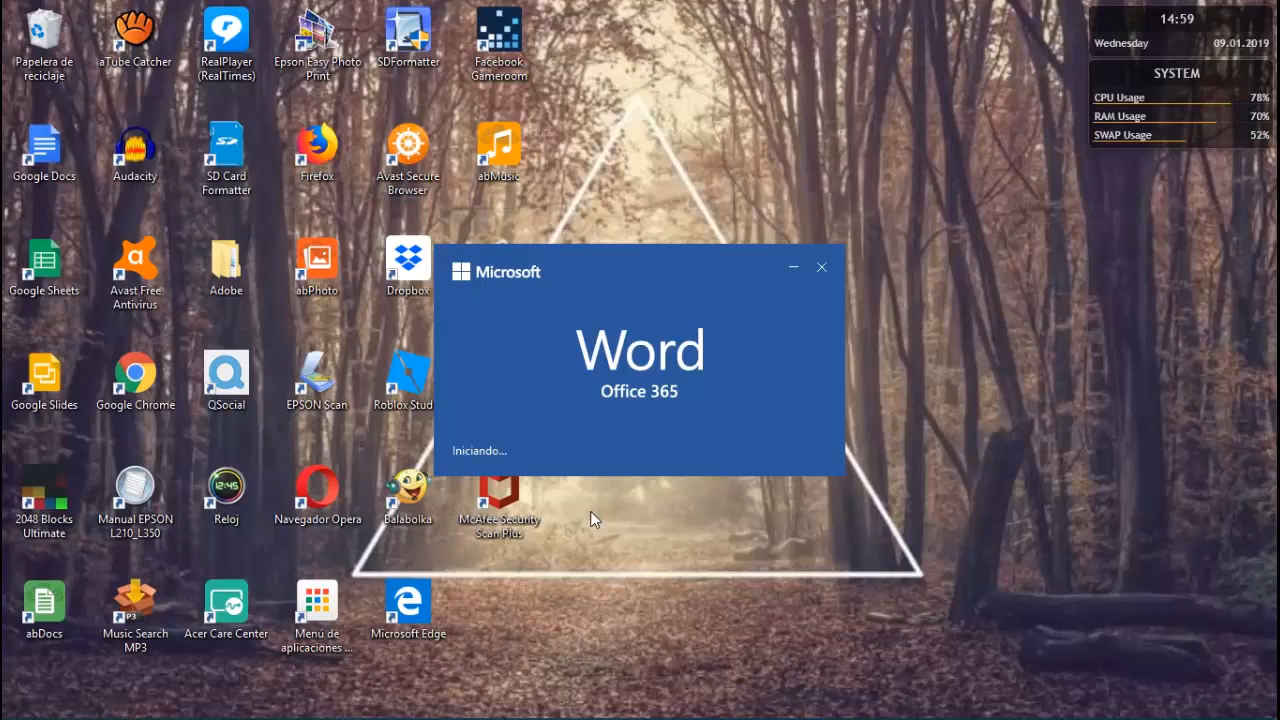 Papelera de
reciclaje
aTube Catcher
RealPlayer
(RealTimes)
Epson Easy Photo
Print
SDFormatter
Facebook
Gameroom
14:59
Wednesday 09.01.2019
SYSTEM
CPU Usage 78%
RAM Usage 70%
SWAP Usage 52%
Google Docs
Audacity
SD
SD Card
Formatter
Firefox
Avast Secure
Browser
abMusic
Google Sheets
Avast Free
Antivirus
Adobe
abPhoto
Dropbox
Microsoft
Word
Office 365
Iniciando...
Google Slides
Google Chrome
QSocial
EPSON Scan
Roblox Stud
2048 Blocks
Ultimate
Manual EPSON
L210_L350
12:45
Reloj
Navegador Opera
Balabolka
McAfee Security
Scan Plus
abDocs
P3
Music Search
MP3
Acer Care Center
Menú de
aplicaciones ...
Microsoft Edge